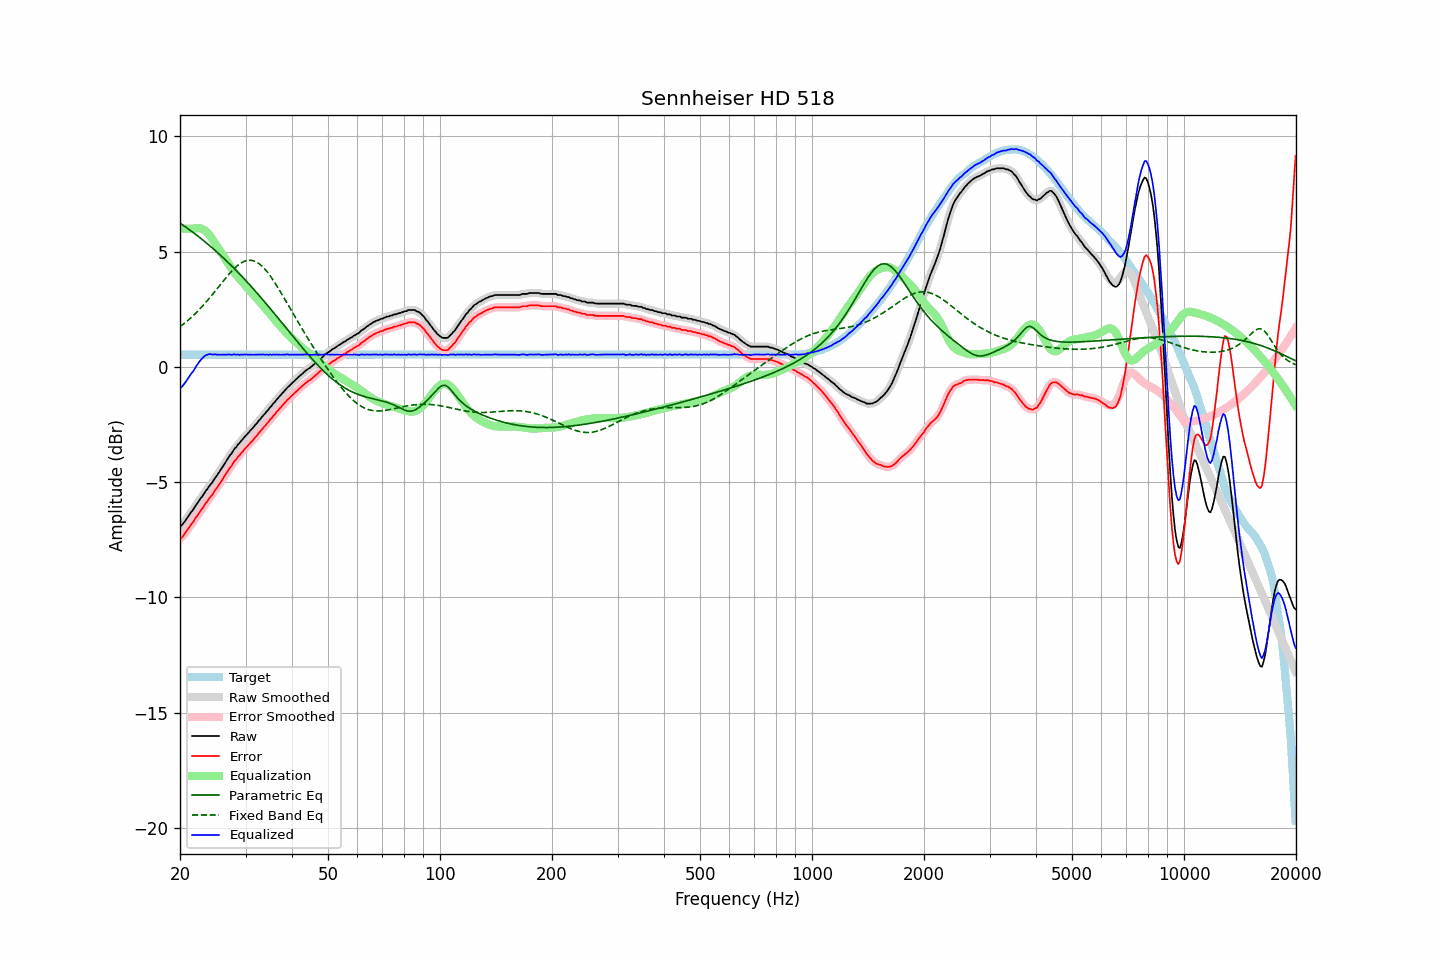 Sennheiser HD 518
Amplitude (dBr)
10
5
0
−5
−10
−15
−20
Target
Raw Smoothed
Error Smoothed
Raw
Error
Equalization
Parametric Eq
Fixed Band Eq
Equalized
20 50 100 200 500 1000 2000 5000 10000 20000
Frequency (Hz)